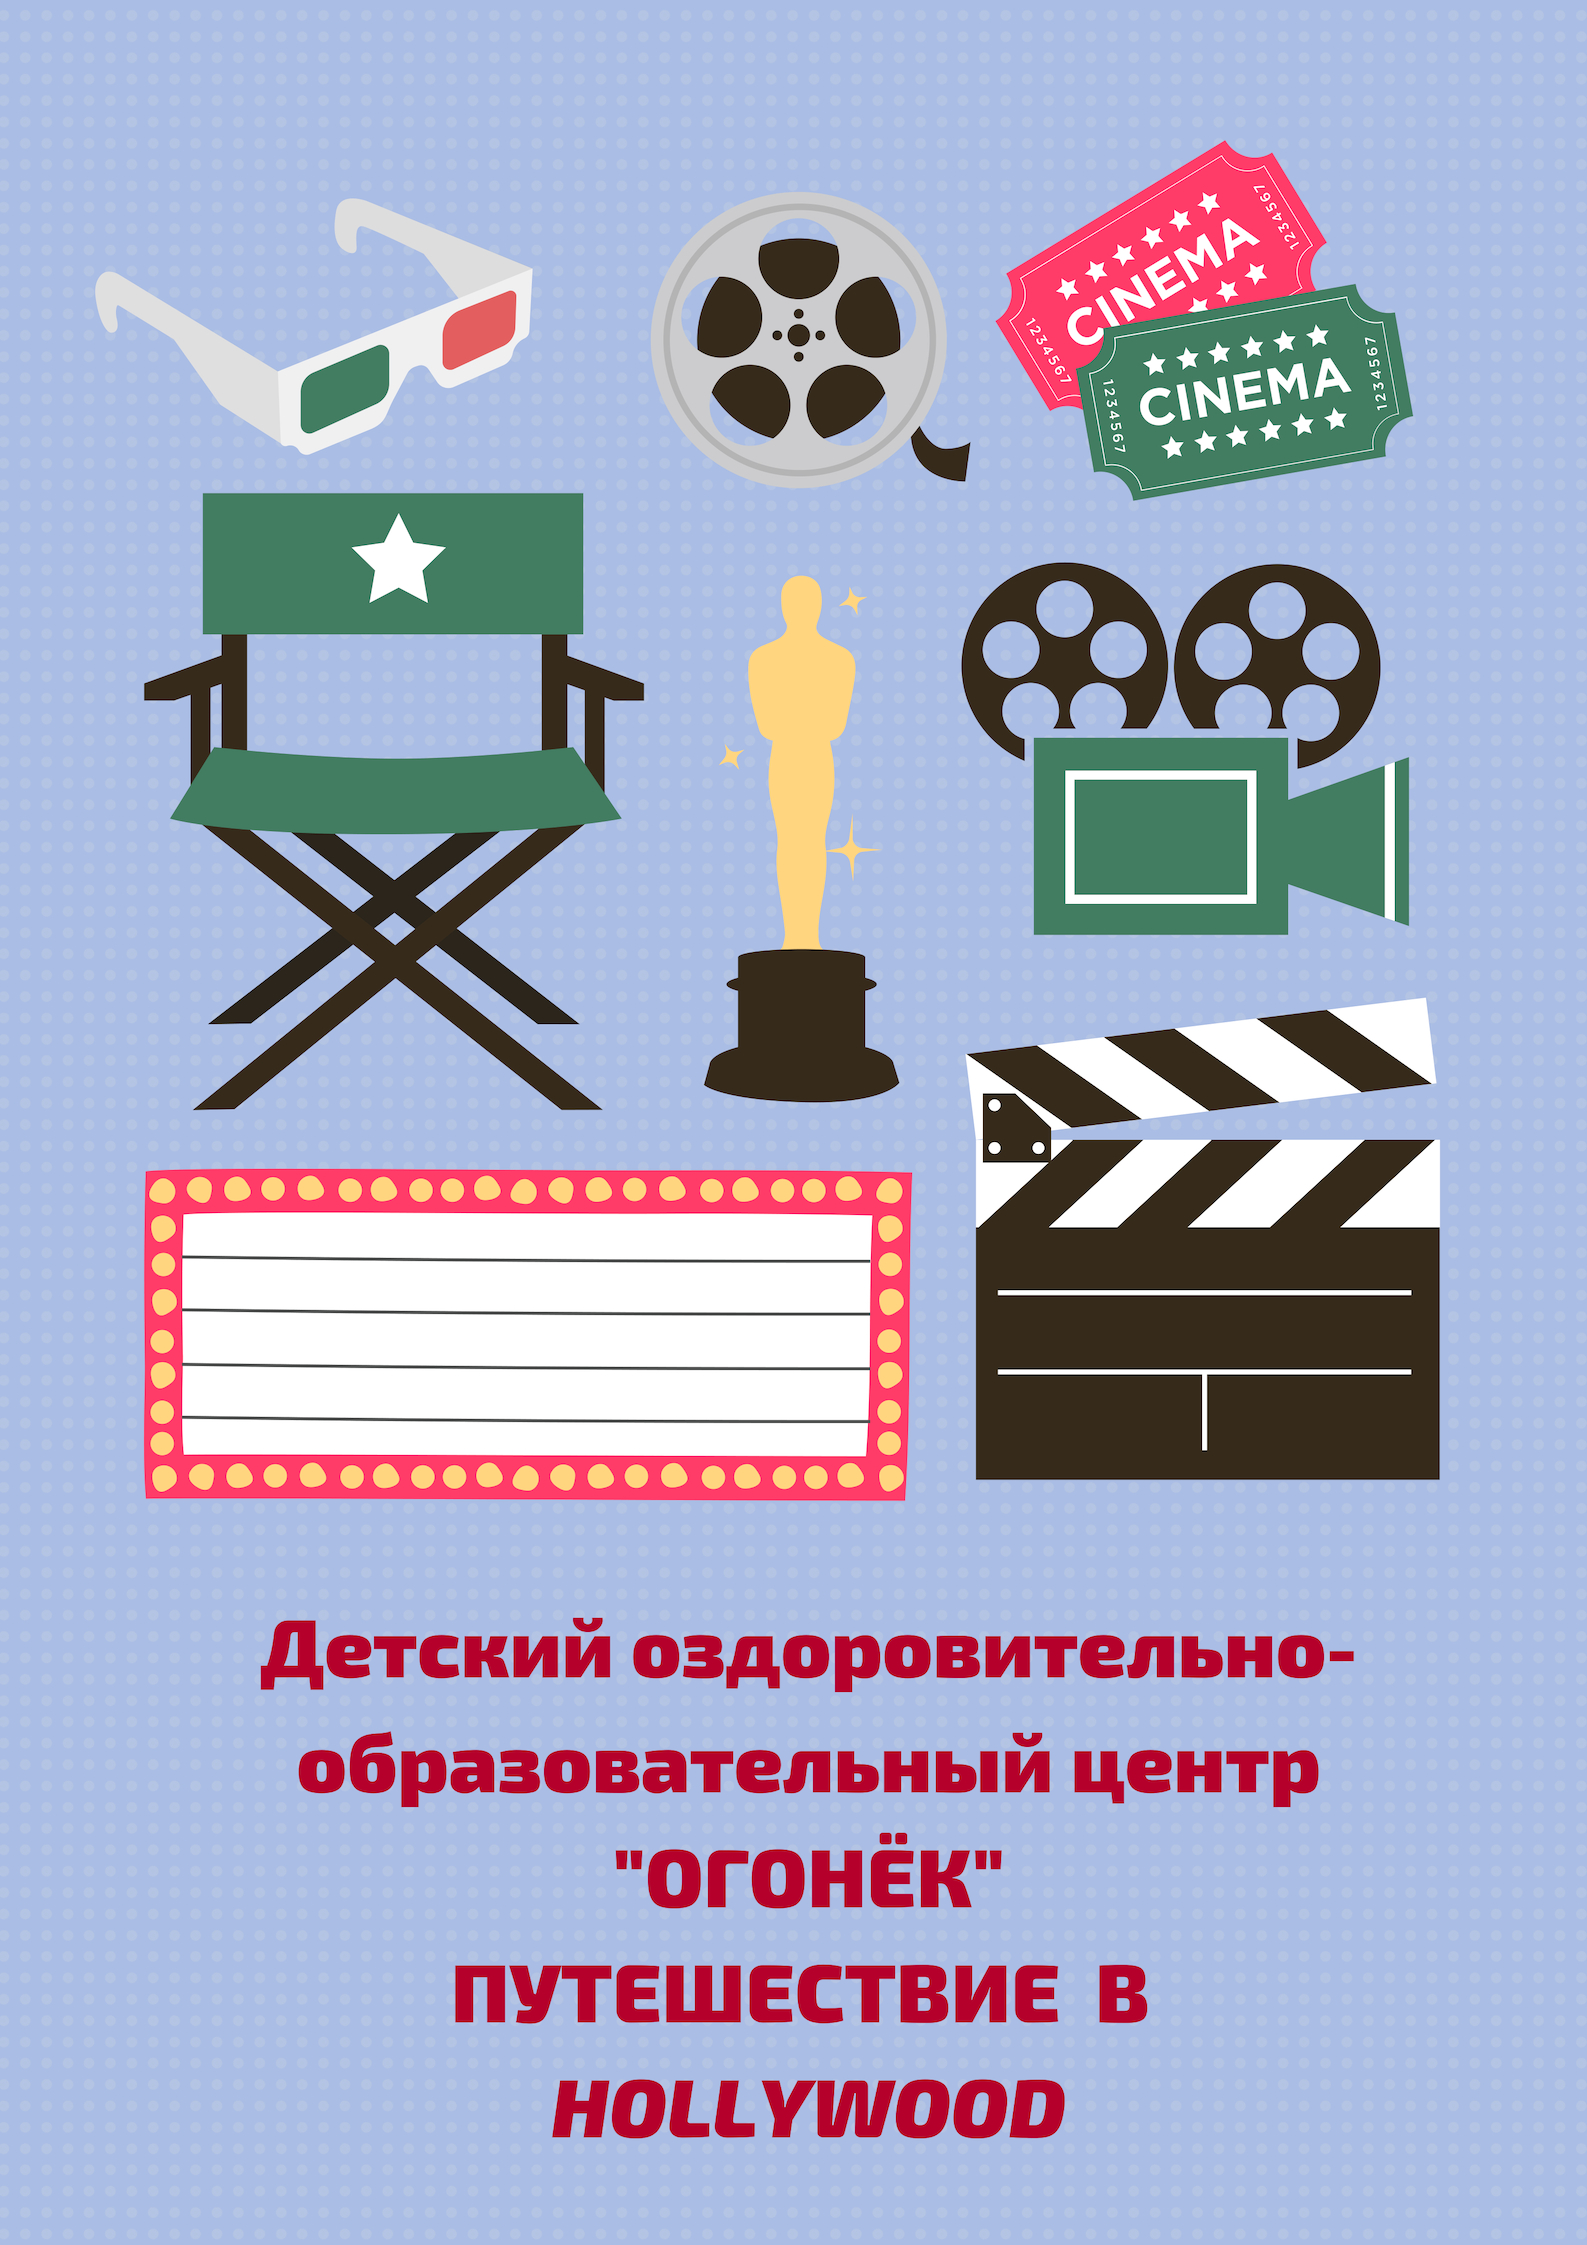 1234567
CINEMA
1234567
1234567
CINEMA
1234567
Детский оздоровительно-
образовательный центр
"ОГОНЁК"
ПУТЕШЕСТВИЕ В
HOLLYWOOD